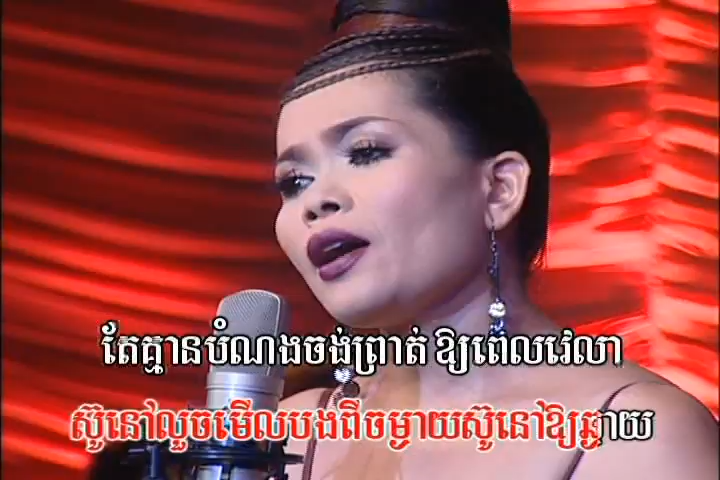 តែគ្មានបំណងចង់ព្រាត់ ឱ្យពេលវេលា
ស៊ូនៅលួចមើលបងពីចម្ងាយស៊ូនៅឱ្យឆ្ងាយ